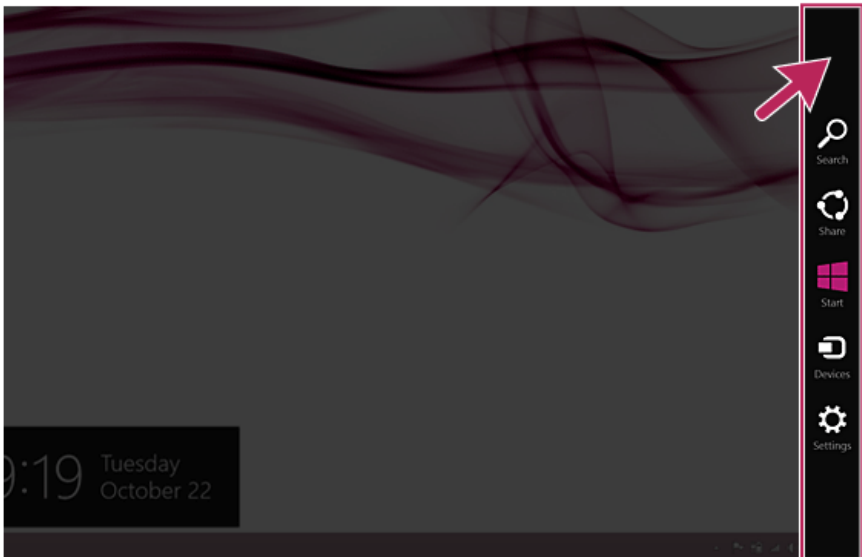 Search
Share
Start
Devices
Settings
9:19
Tuesday
October 22